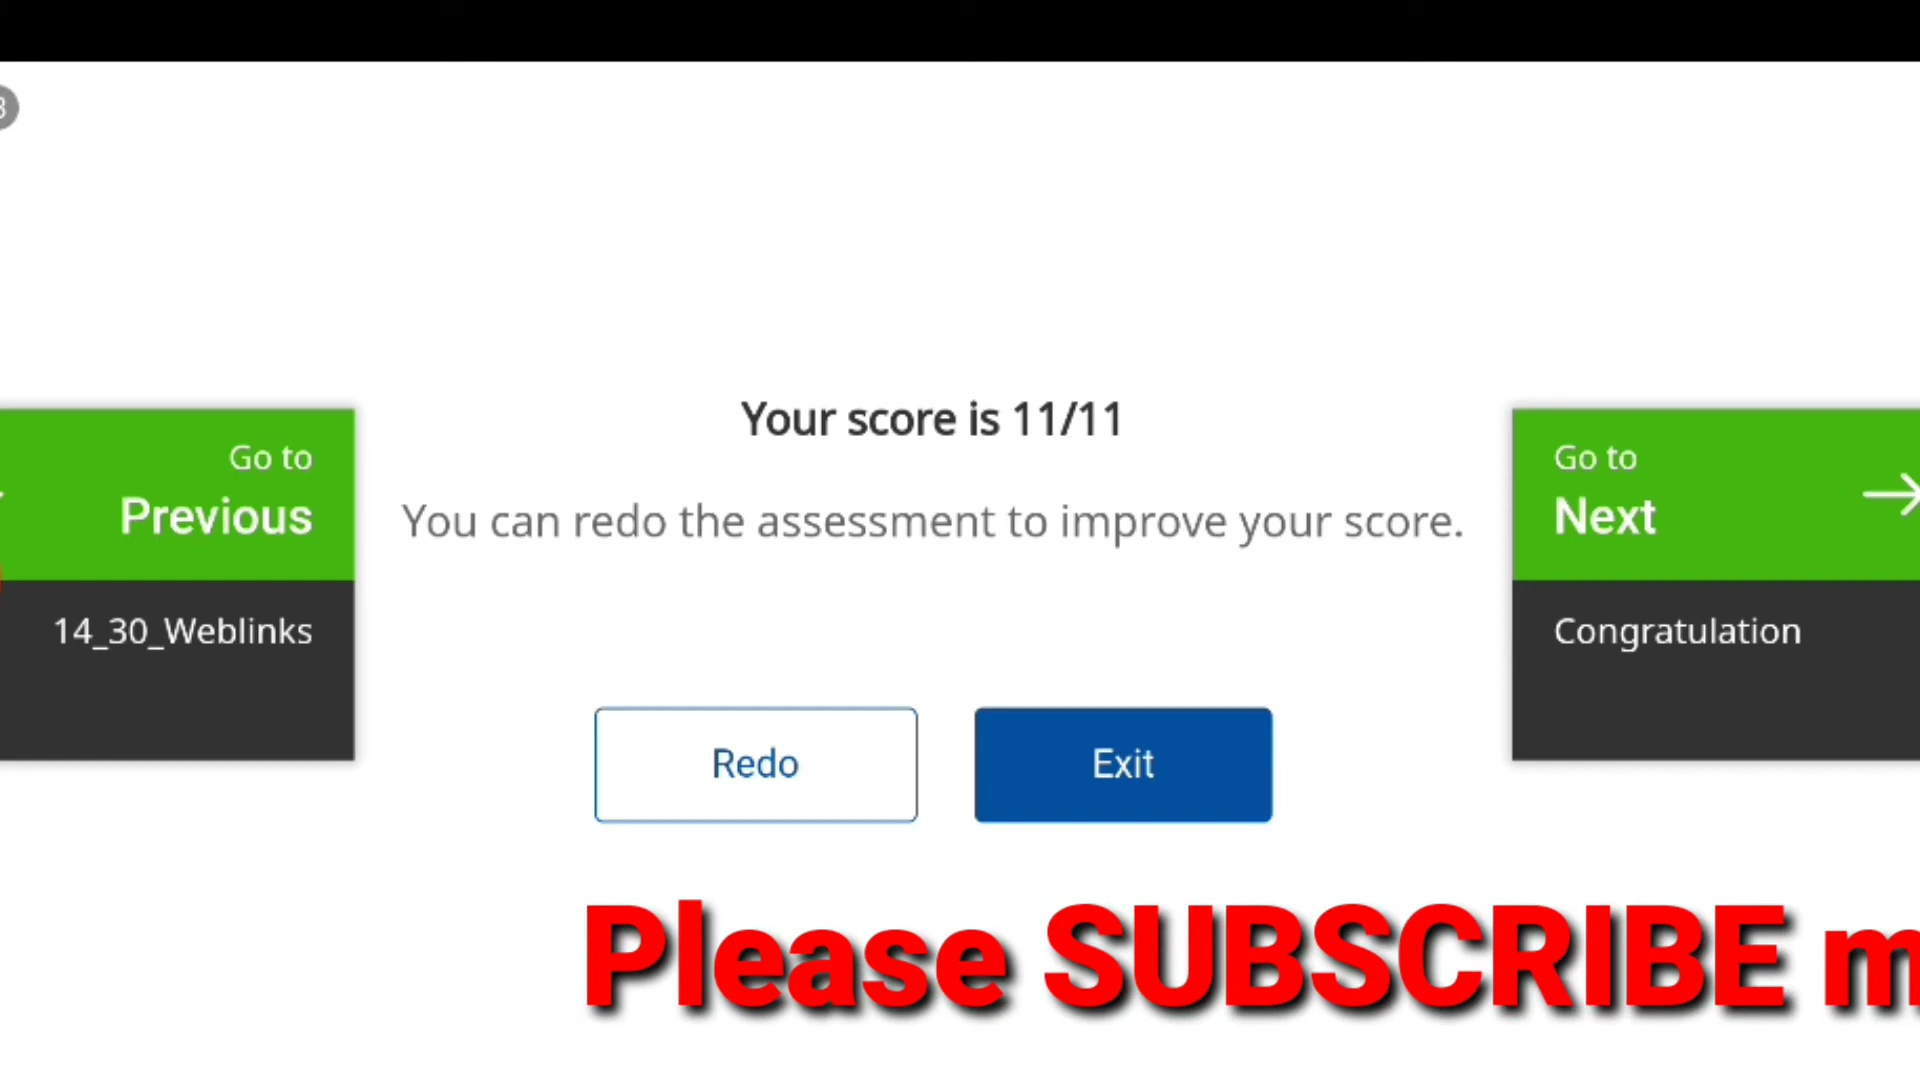 Your score is 11/11
You can redo the assessment to improve your score.
Go to
Previous
14_30_Weblinks
Go to
Next
Congratulation
Redo
Exit
Please SUBSCRIBE